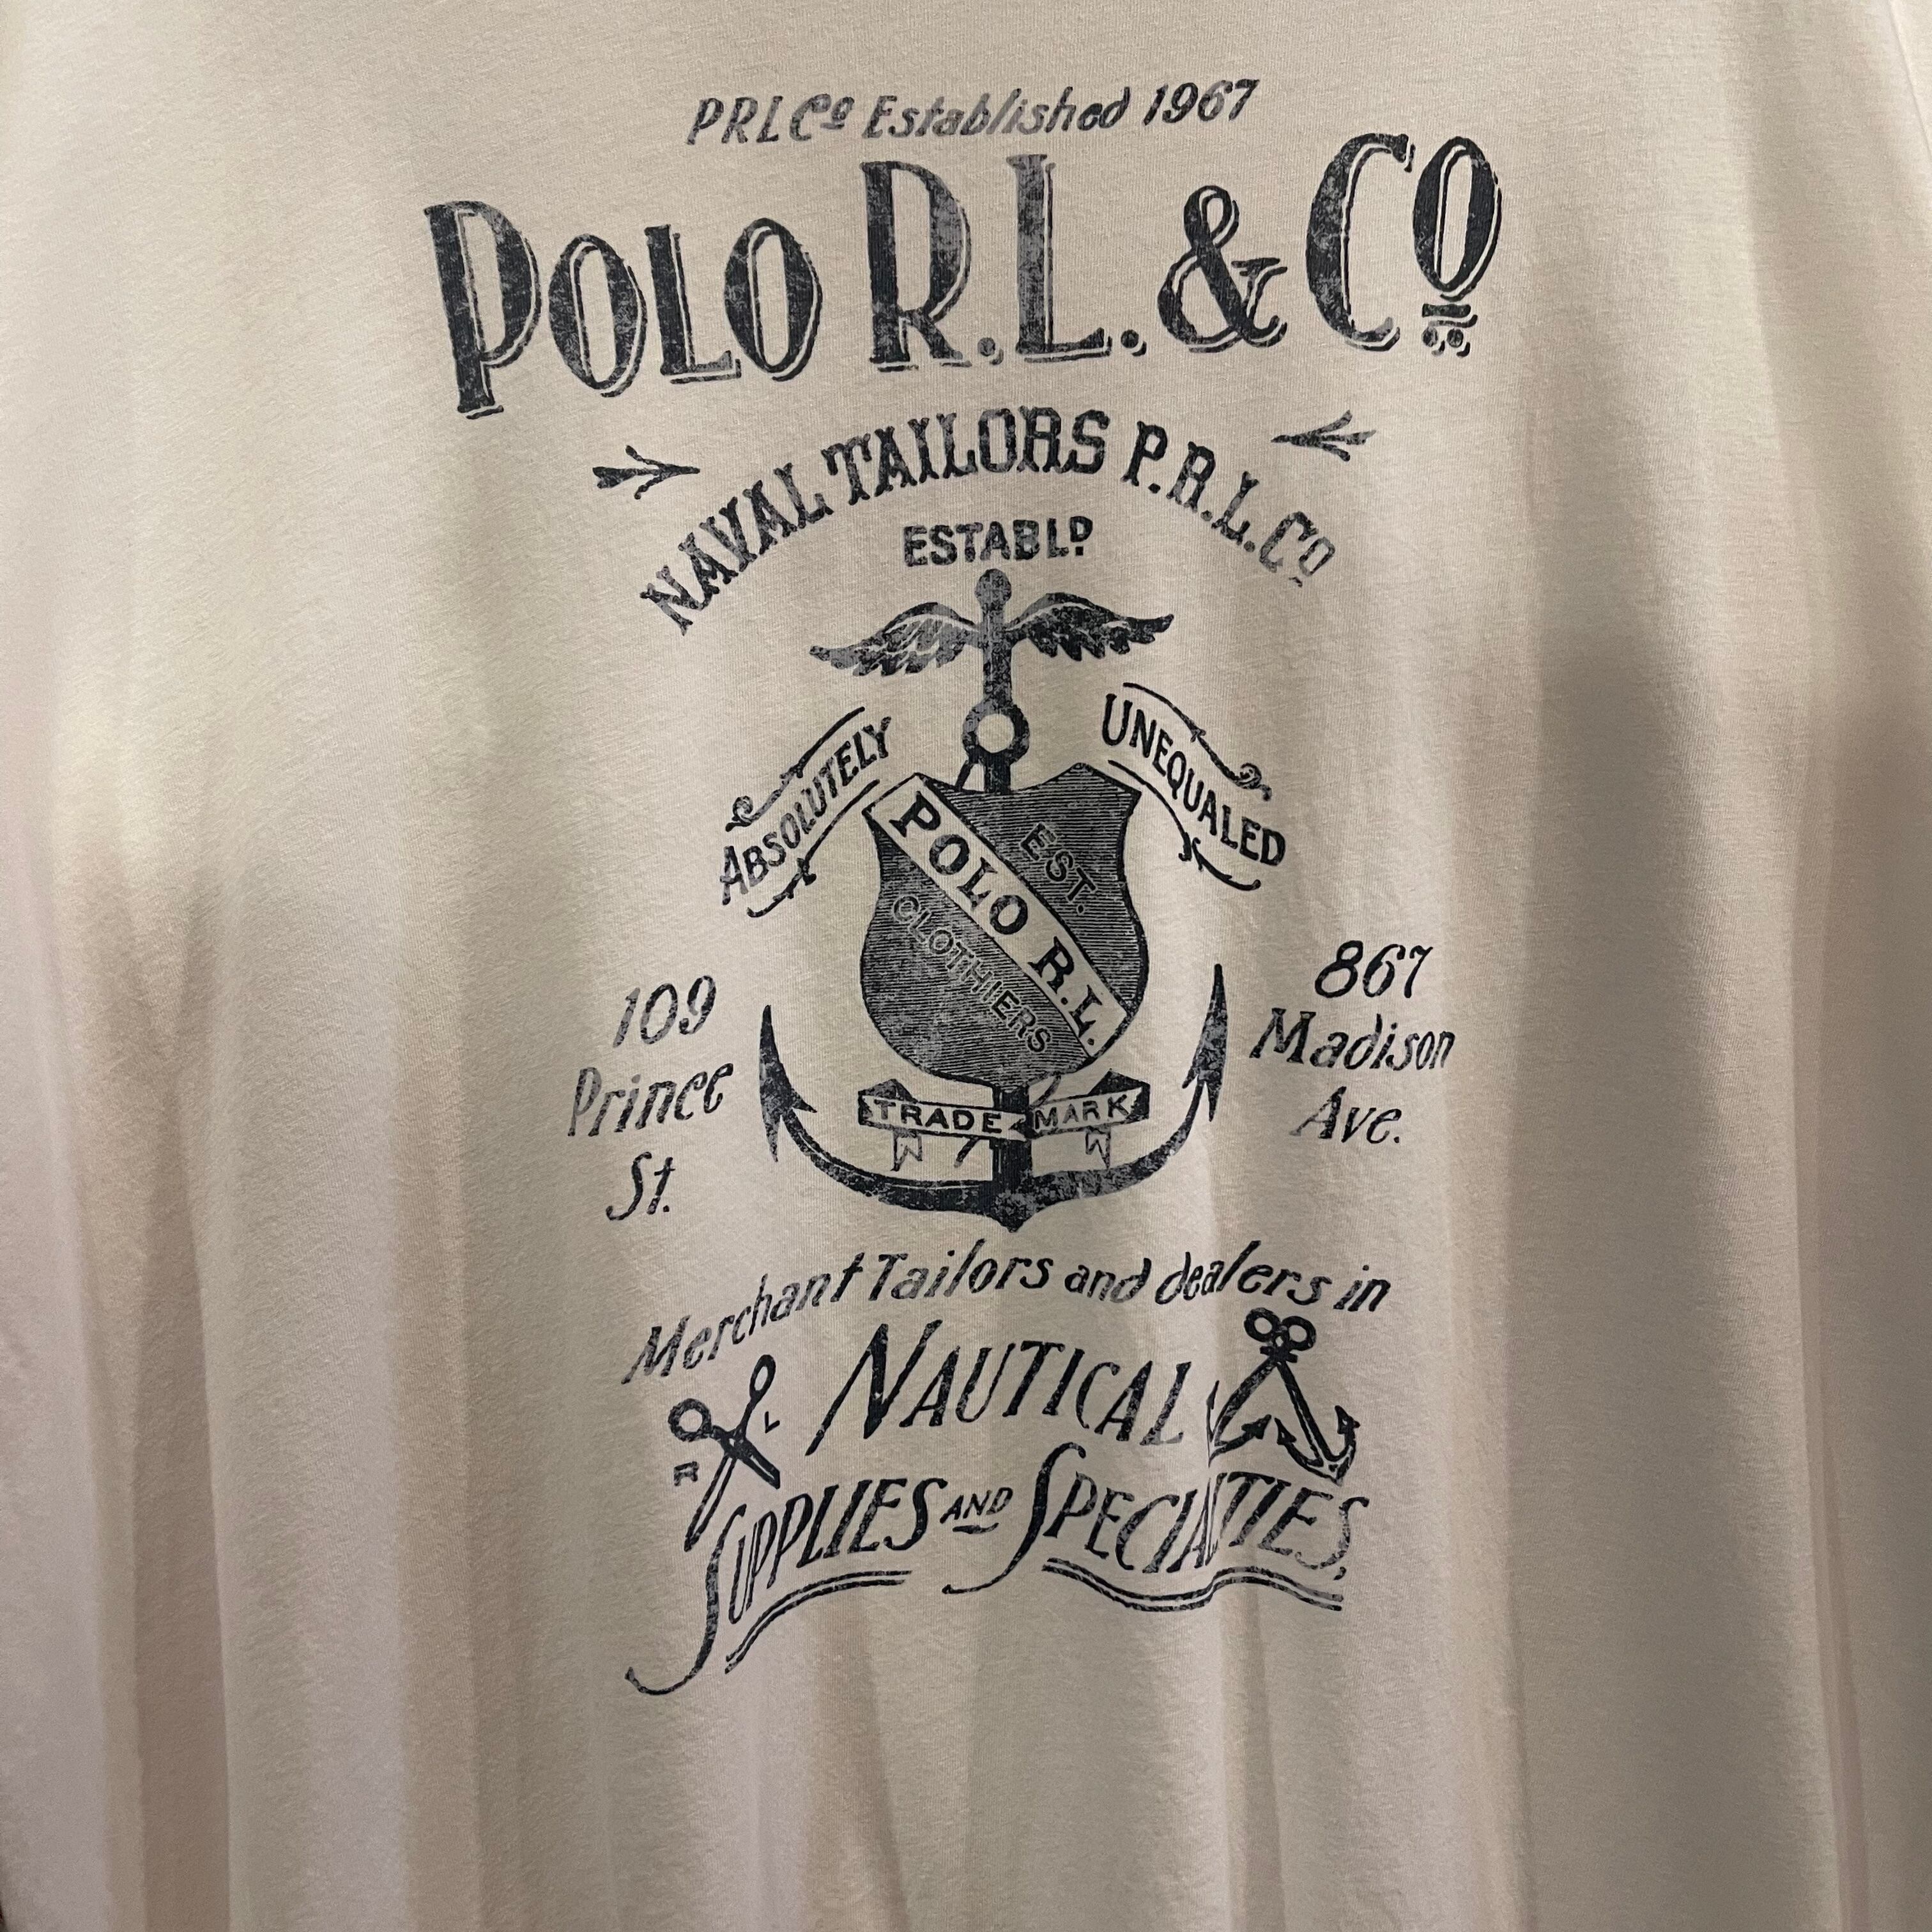 PRLCo Established 1967
POLO R.L. & Co
NAVAL TAILORS P.R.L.Co
ESTABLD
ABSOLUTELY UNEQUALED
EST.
POLO R.L.
CLOTHIERS
109
Prince
St.
867
Madison
Ave.
TRADE MARK
Merchant Tailors and dealers in
R L
NAUTICAL
SUPPLIES AND SPECIALTIES,